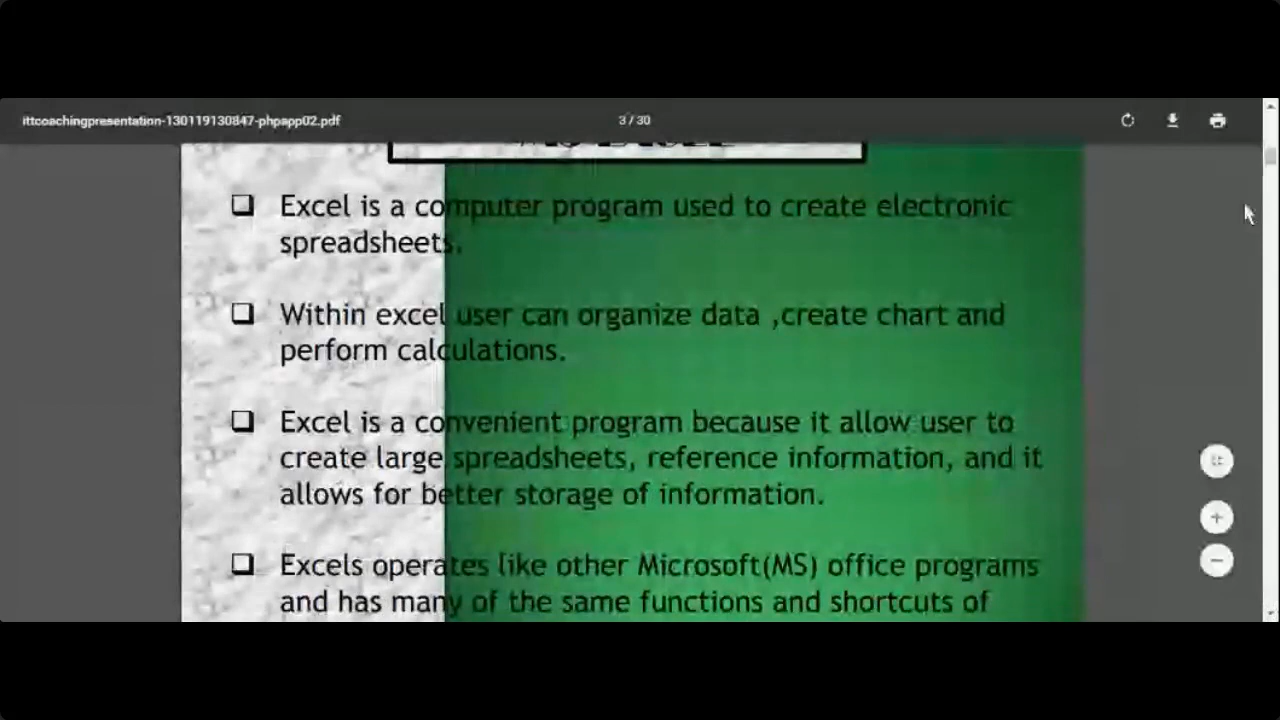 ittcoachingpresentation-130119130847-phpapp02.pdf
3 / 30
❑ Excel is a computer program used to create electronic
spreadsheets.
❑ Within excel user can organize data ,create chart and
perform calculations.
❑ Excel is a convenient program because it allow user to
create large spreadsheets, reference information, and it
allows for better storage of information.
❑ Excels operates like other Microsoft(MS) office programs
and has many of the same functions and shortcuts of